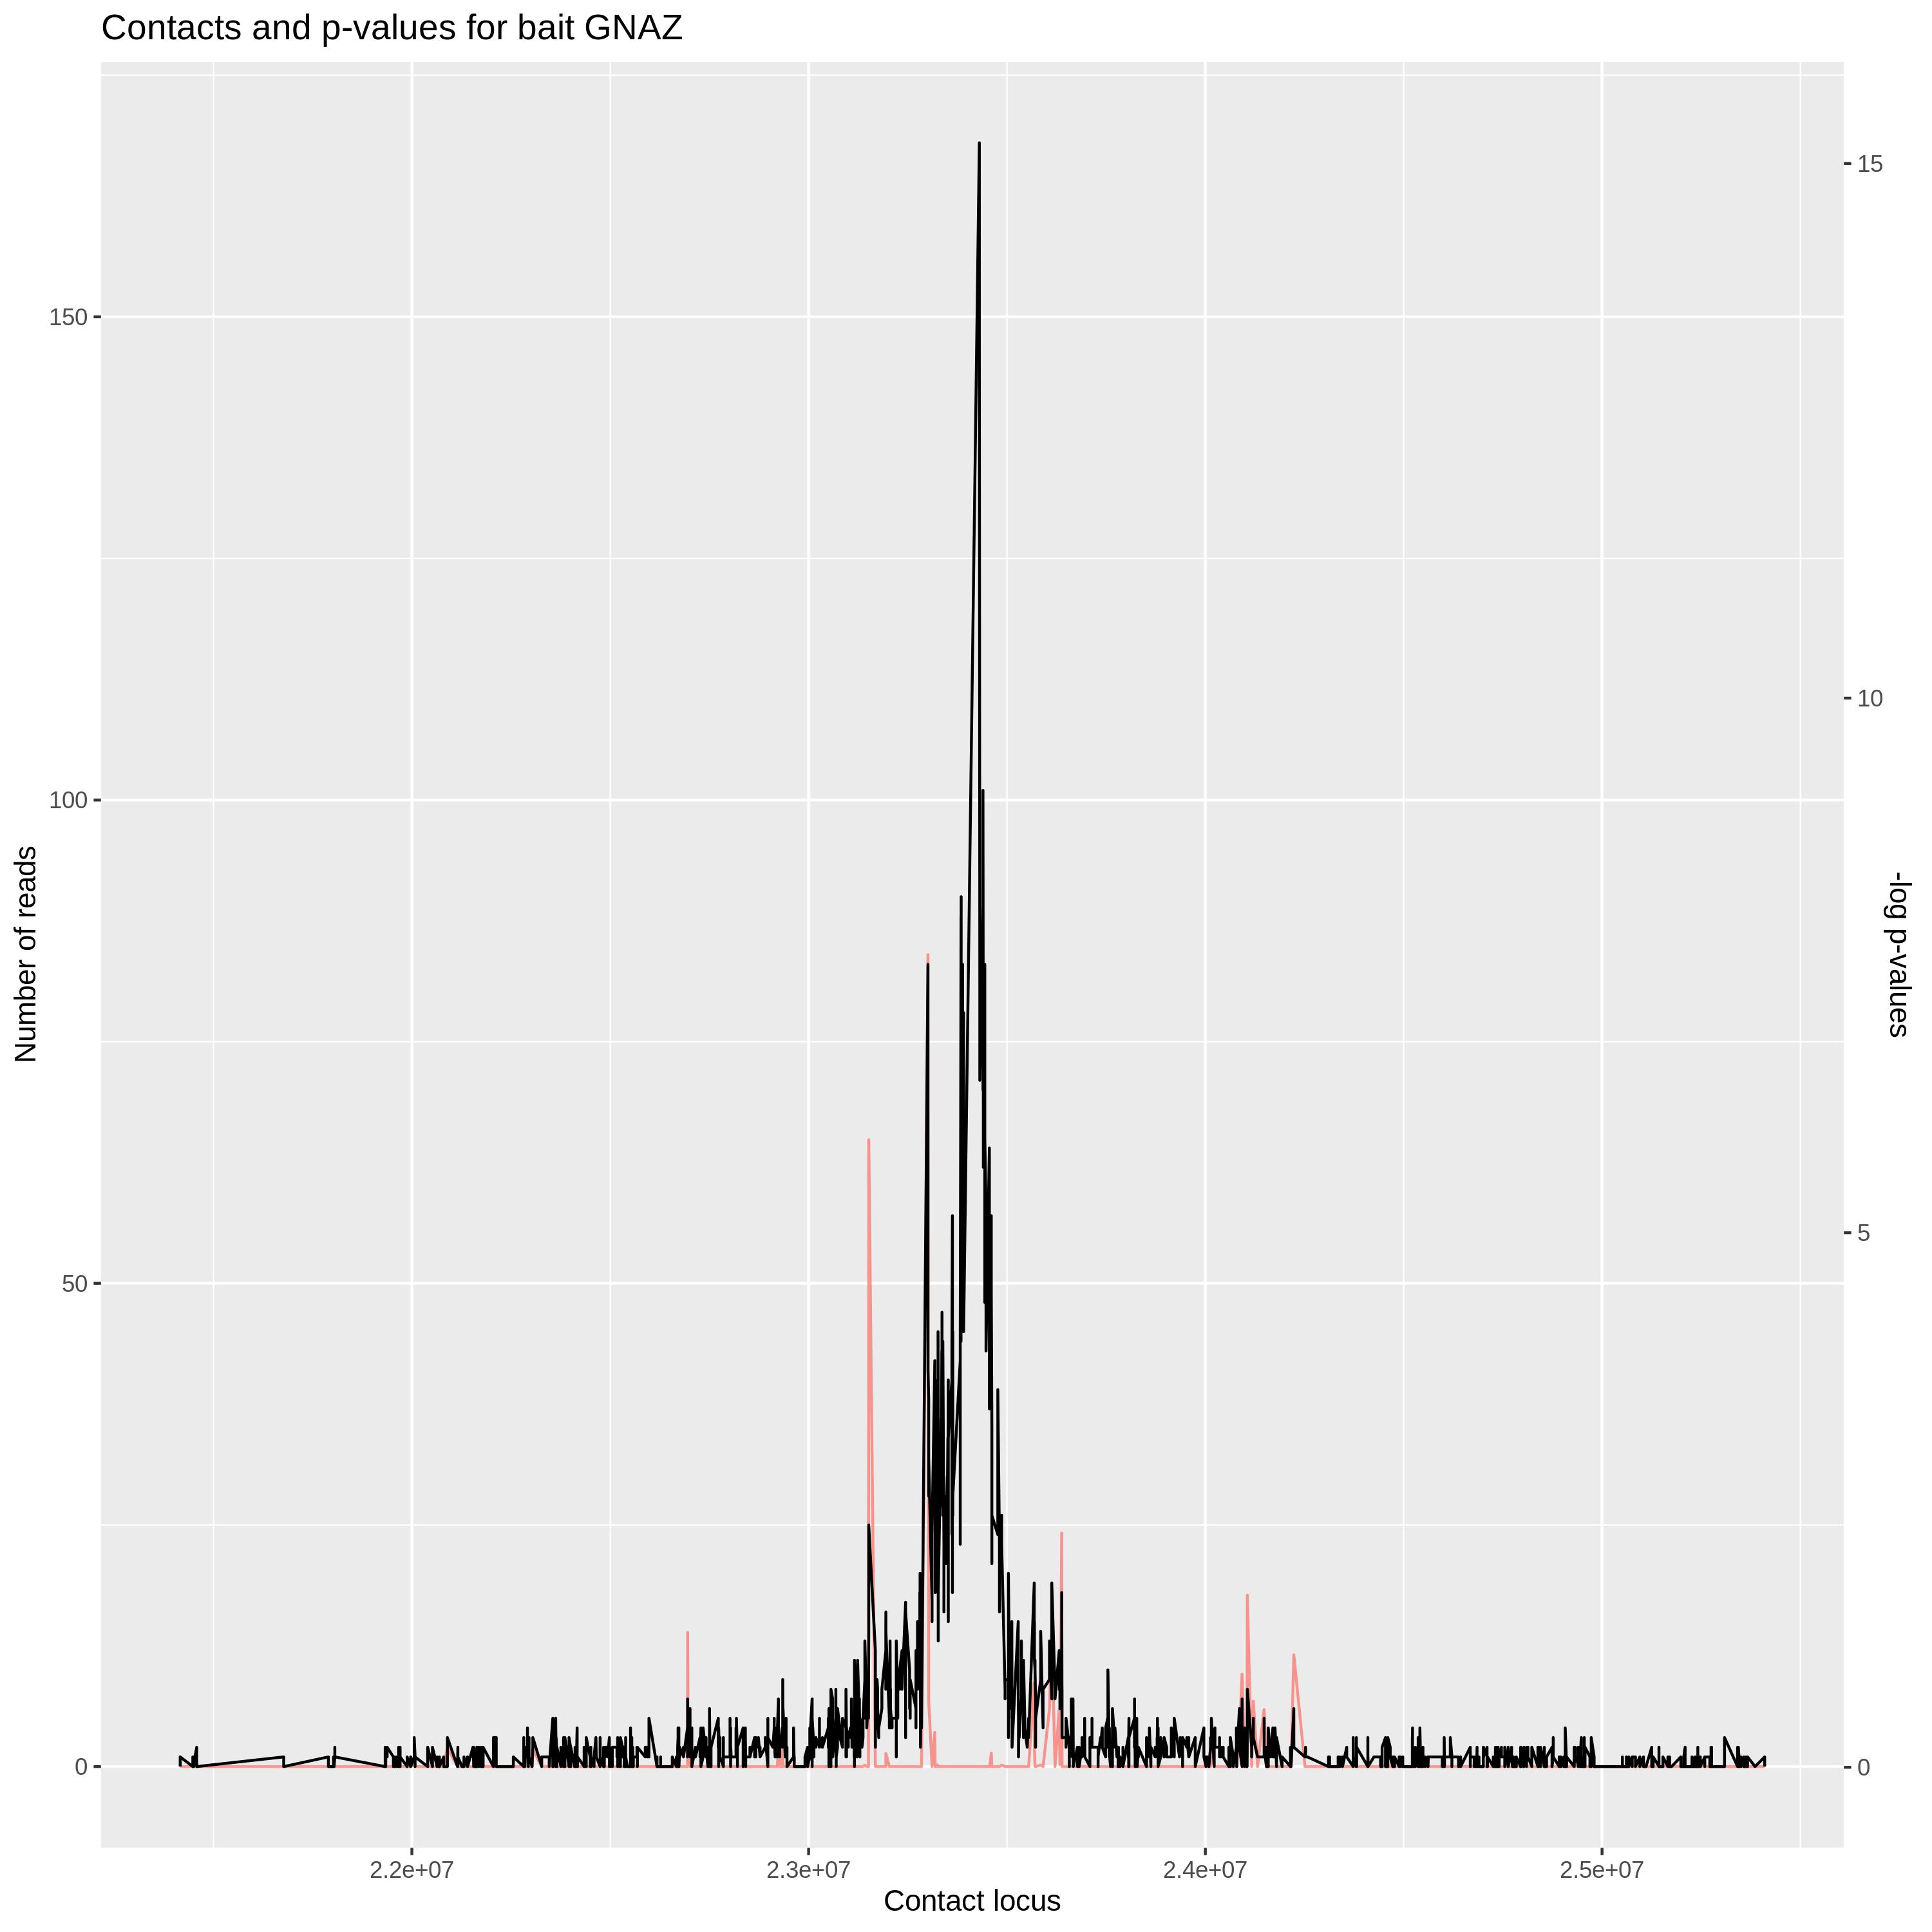 Contacts and p-values for bait GNAZ
Number of reads
150
100
50
0
15
10
5
0
-log p-values
2.2e+07
2.3e+07
2.4e+07
2.5e+07
Contact locus